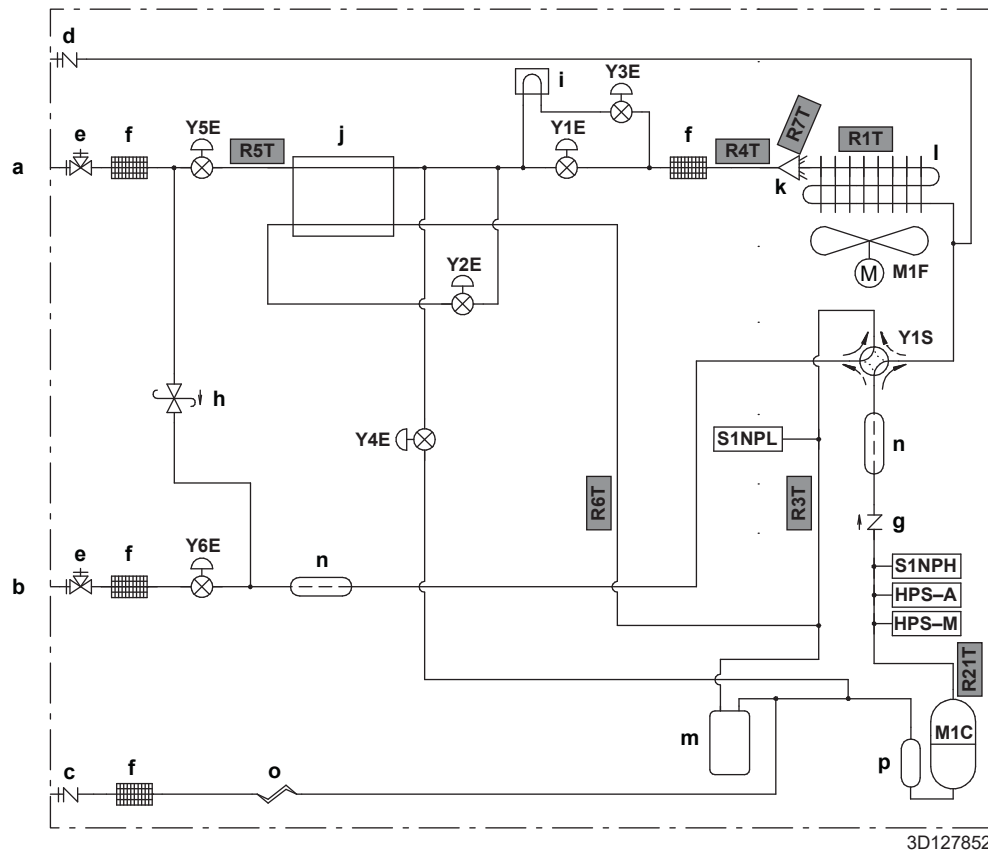 d
i
Y3E
e
f
Y5E
R5T
j
Y1E
f
R4T
R7T
R1T
l
a
k
Y2E
M
M1F
Y1S
h
Y4E
S1NPL
n
R6T
R3T
g
e
f
Y6E
n
b
S1NPH
HPS–A
HPS–M
R21T
m
M1C
p
c
f
o
3D127852